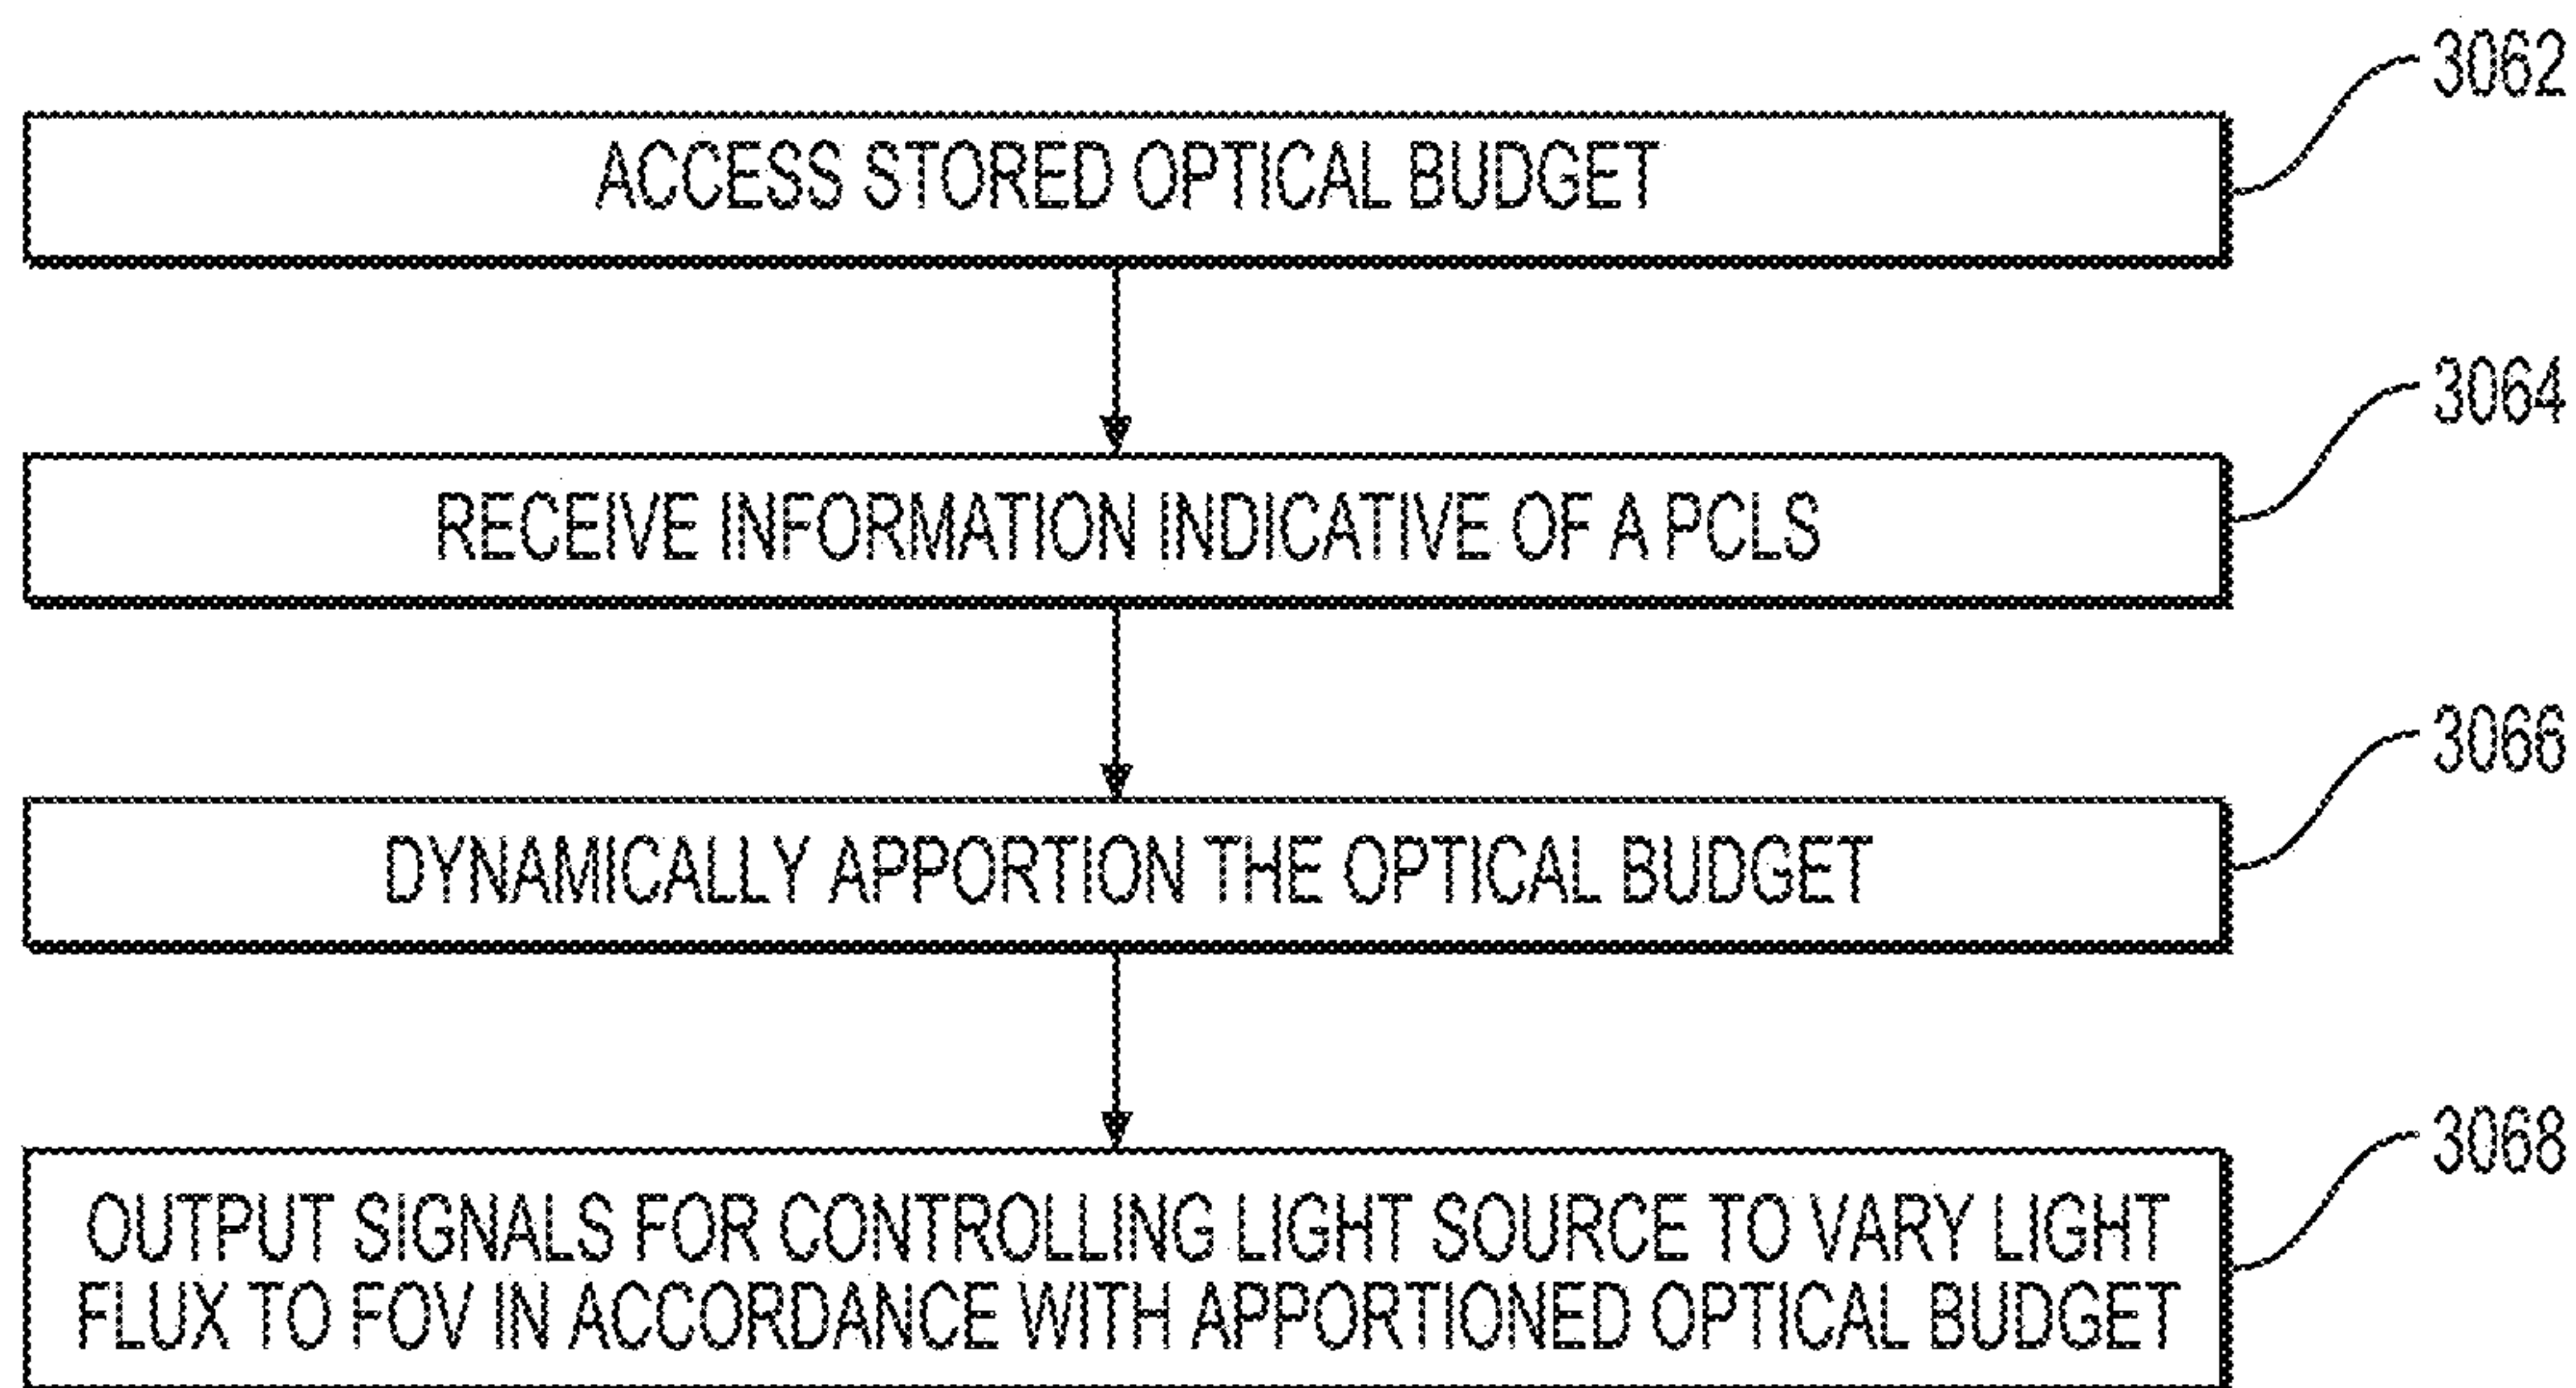 3062
ACCESS STORED OPTICAL BUDGET
3064
RECEIVE INFORMATION INDICATIVE OF A PCLS
3066
DYNAMICALLY APPORTION THE OPTICAL BUDGET
3068
OUTPUT SIGNALS FOR CONTROLLING LIGHT SOURCE TO VARY LIGHT
FLUX TO FOV IN ACCORDANCE WITH APPORTIONED OPTICAL BUDGET